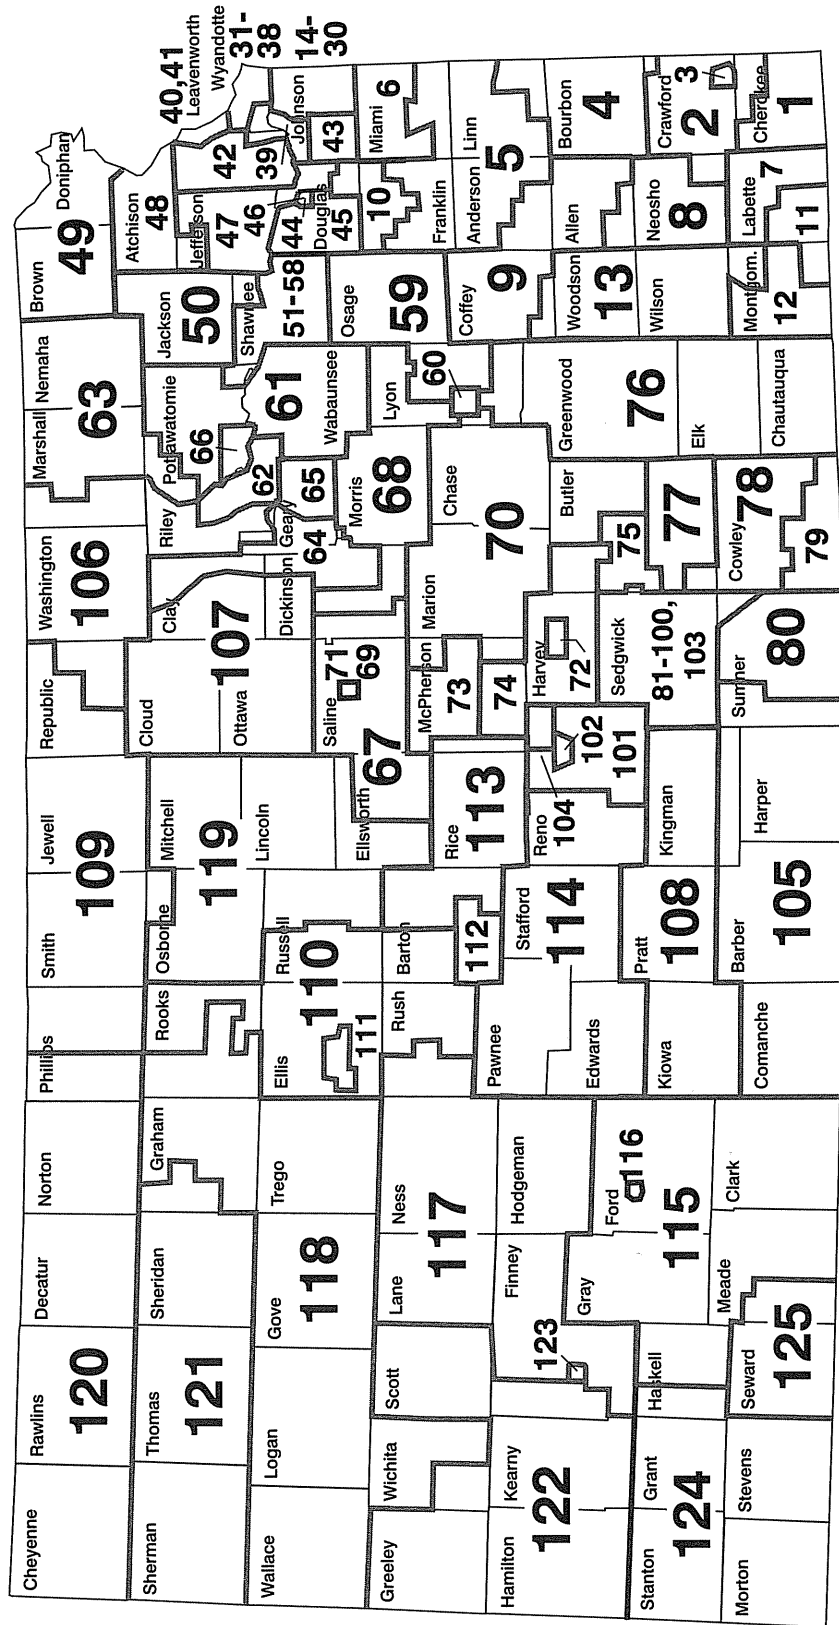 Cheyenne
Rawlins
Decatur
Norton
Phillips
Smith
Jewell
Republic
Washington
Marshall
Nemaha
Brown
Doniphan
120
109
106
63
49
Sherman
Thomas
Sheridan
Graham
Rooks
Osborne
Mitchell
Cloud
Clay
Riley
Pottawatomie
Jackson
Atchison
40,41
Leavenworth
Wyandotte
31-
38
121
119
107
66
50
48
Jefferson
47
42
Wallace
Logan
Gove
Trego
Ellis
Russell
Lincoln
Ottawa
Dickinson
Geary
62
61
Shawnee
46
39
Johnson
14-
30
118
110
111
64
65
51-58
44
Douglas
45
43
Greeley
Wichita
Scott
Lane
Ness
Rush
Barton
Ellsworth
67
Saline
71
69
Morris
68
Wabaunsee
Lyon
Osage
59
10
Franklin
Miami
6
117
112
Rice
113
McPherson
73
74
Marion
70
Chase
60
Coffey
9
Anderson
5
Linn
Hamilton
Kearny
122
Finney
123
Hodgeman
Pawnee
Stafford
114
Edwards
Reno
104
102
101
Harvey
72
Butler
75
Greenwood
76
Woodson
13
Allen
Bourbon
4
Stanton
Grant
124
Haskell
Gray
Ford
116
115
Kiowa
Pratt
108
Kingman
Sedgwick
81-100,
103
77
Elk
Wilson
Neosho
8
Crawford
2
3
Morton
Stevens
Seward
125
Meade
Clark
Comanche
Barber
105
Harper
Sumner
80
Cowley
78
79
Chautauqua
Montgom.
12
Labette
7
11
Cherokee
1